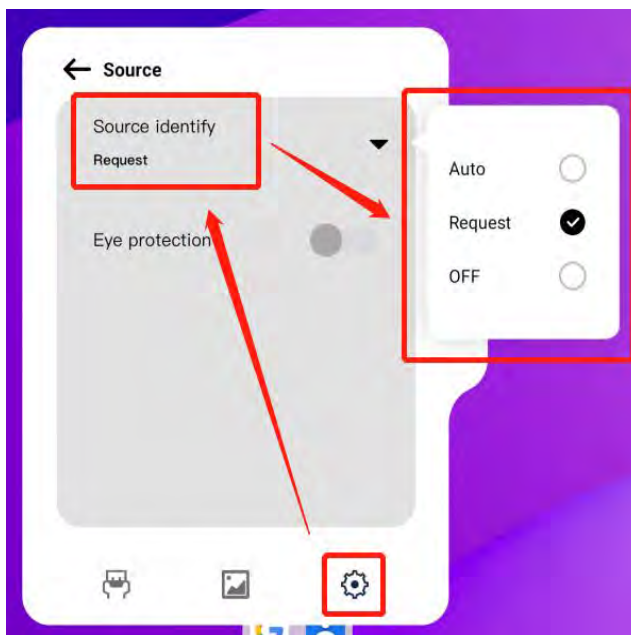 Source
Source identify
Request
Eye protection
Auto
Request
OFF